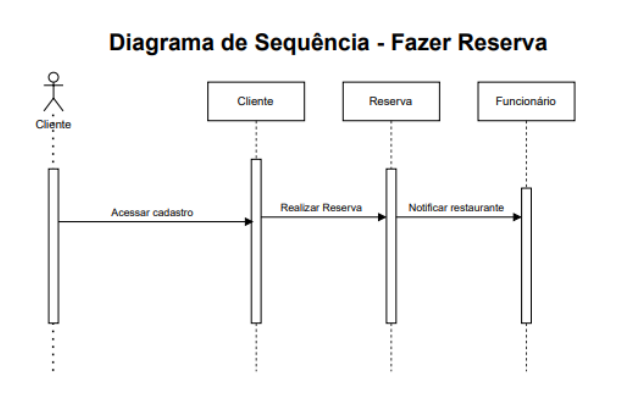 Diagrama de Sequência - Fazer Reserva
Cliente
Cliente
Reserva
Funcionário
Acessar cadastro
Realizar Reserva
Notificar restaurante